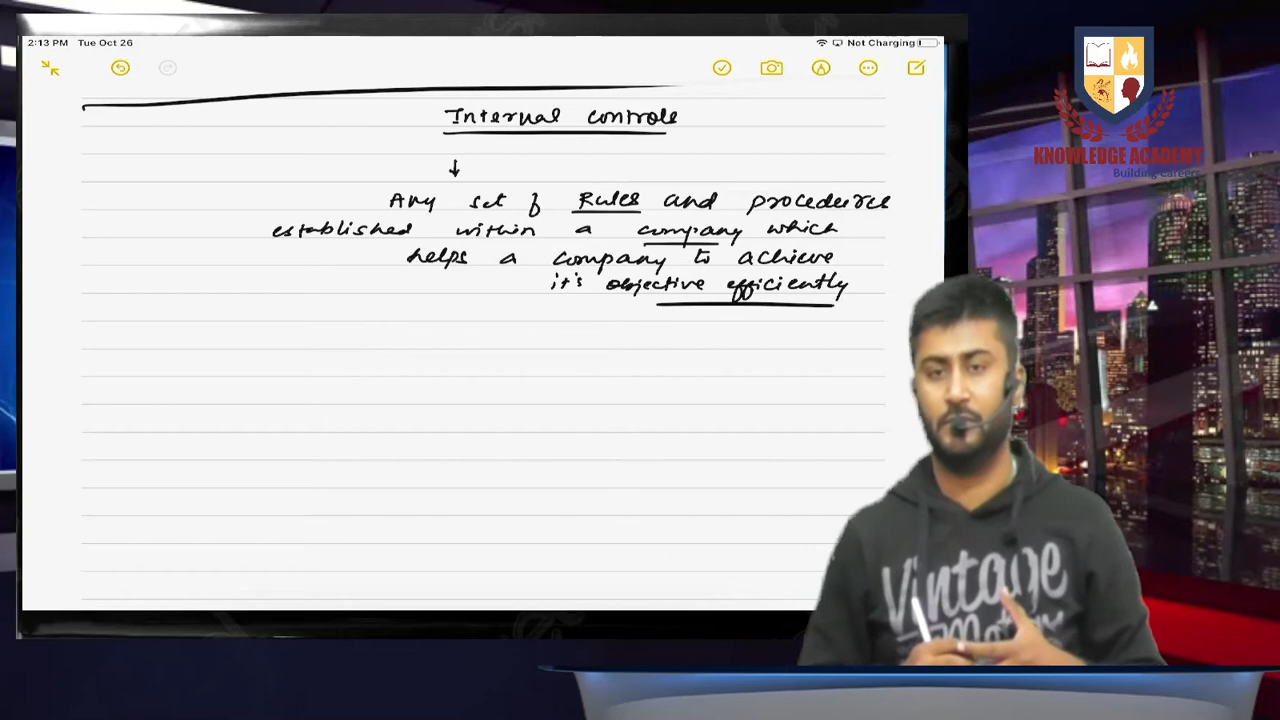 2:13 PM Tue Oct 26
Not Charging
Internal controls
Any set of Rules and procedures
established within a company which
helps a company to achieve
it's objective efficiently
KNOWLEDGE ACADEMY
Building Careers
Vintage
Motor